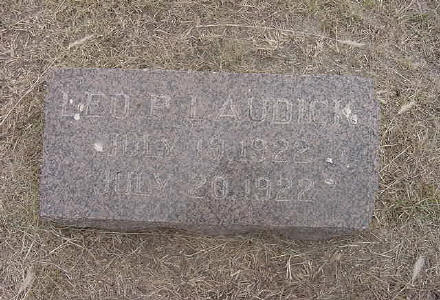 LEO P. LAUDICK
JULY 19, 1922
JULY 20, 1922